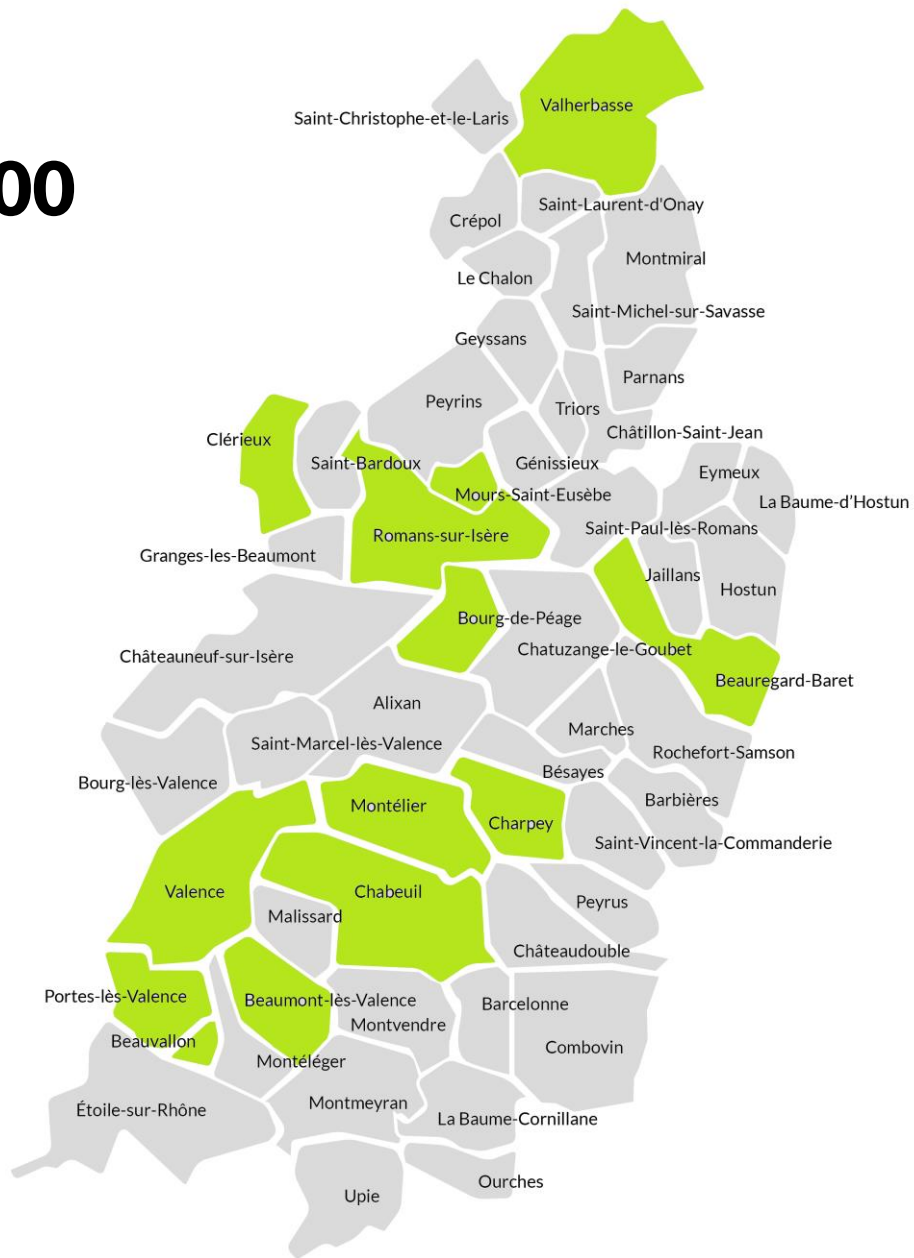 Valherbasse
Saint-Christophe-et-le-Laris
00
Saint-Laurent-d'Onay
Crépol
Montmiral
Le Chalon
Saint-Michel-sur-Savasse
Geyssans
Parnans
Peyrins
Triors
Châtillon-Saint-Jean
Clérieux
Saint-Bardoux
Génissieux
Eymeux
Mours-Saint-Eusèbe
La Baume-d’Hostun
Saint-Paul-lès-Romans
Romans-sur-Isère
Granges-les-Beaumont
Jaillans
Hostun
Bourg-de-Péage
Chatuzange-le-Goubet
Châteauneuf-sur-Isère
Beauregard-Baret
Alixan
Marches
Saint-Marcel-lès-Valence
Rochefort-Samson
Bésayes
Bourg-lès-Valence
Barbières
Montélier
Charpey
Saint-Vincent-la-Commanderie
Valence
Chabeuil
Peyrus
Malissard
Châteaudouble
Portes-lès-Valence
Beaumont-lès-Valence
Barcelonne
Montvendre
Beauvallon
Combovin
Montéléger
Étoile-sur-Rhône
Montmeyran
La Baume-Cornillane
Ourches
Upie